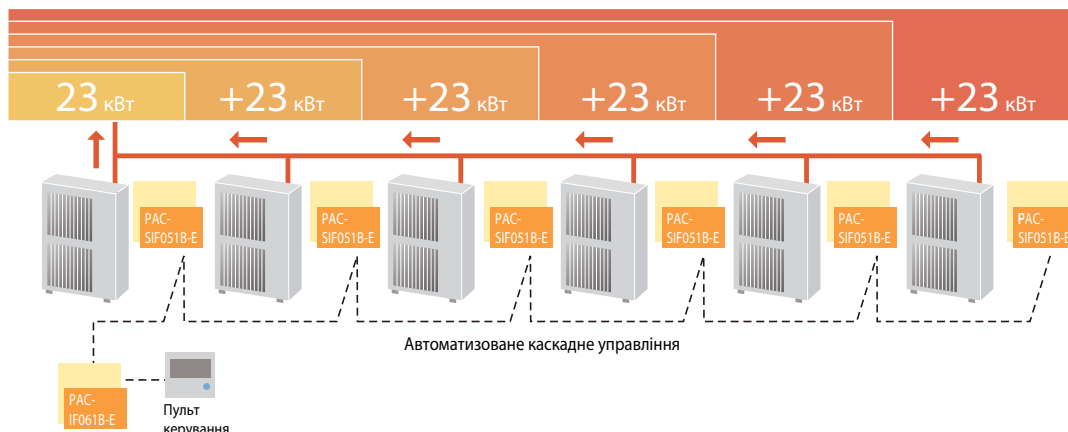 23 кВт +23 кВт +23 кВт +23 кВт +23 кВт +23 кВт
PAC-
SIF051B-E
PAC-
SIF051B-E
PAC-
SIF051B-E
PAC-
SIF051B-E
PAC-
SIF051B-E
PAC-
SIF051B-E
Автоматизоване каскадне управління
PAC-
IF061B-E
Пульт
керування